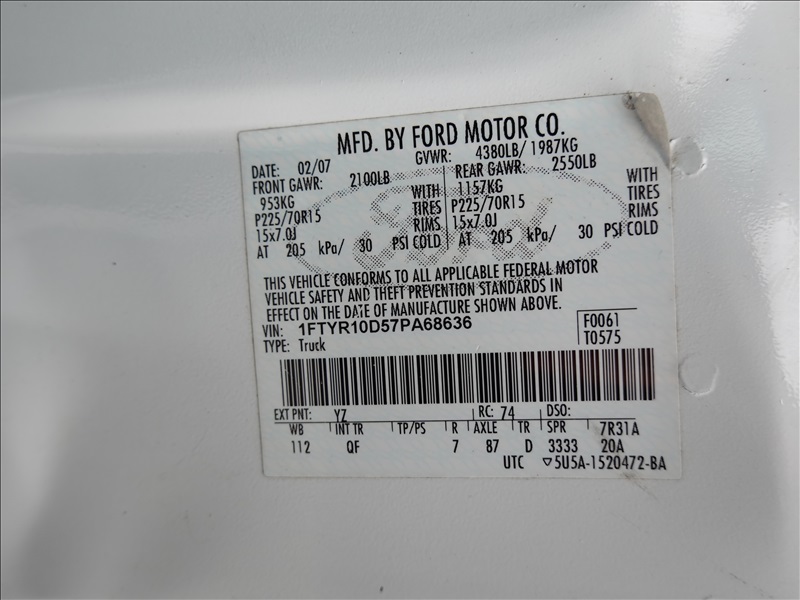 MFD. BY FORD MOTOR CO.
DATE: 02/07 GVWR: 4380LB/ 1987KG
FRONT GAWR: 2100LB REAR GAWR: 2550LB
953KG WITH 1157KG WITH
P225/70R15 TIRES P225/70R15 TIRES
15x7.0J RIMS 15x7.0J RIMS
AT 205 kPa/ 30 PSI COLD AT 205 kPa/ 30 PSI COLD
Ford
THIS VEHICLE CONFORMS TO ALL APPLICABLE FEDERAL MOTOR
VEHICLE SAFETY AND THEFT PREVENTION STANDARDS IN
EFFECT ON THE DATE OF MANUFACTURE SHOWN ABOVE.
VIN: 1FTYR10D57PA68636 F0061
TYPE: Truck T0575
EXT PNT: YZ RC: 74 DSO:
WB INT TR TP/PS R AXLE TR SPR 7R31A
112 QF 7 87 D 3333 20A
UTC ▽5U5A-1520472-BA